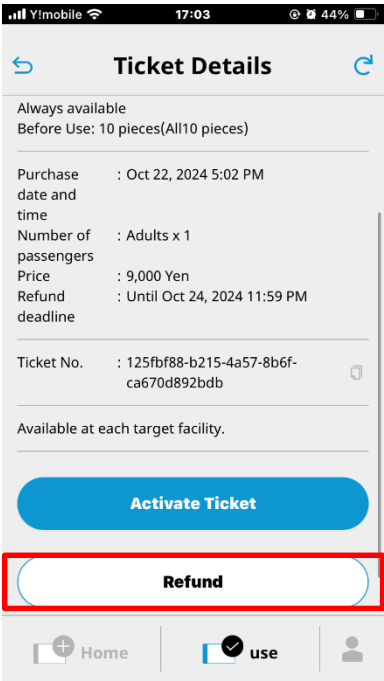 Y!mobile 17:03 44%
Ticket Details
Always available
Before Use: 10 pieces(All10 pieces)
Purchase date and time : Oct 22, 2024 5:02 PM
Number of passengers : Adults x 1
Price : 9,000 Yen
Refund deadline : Until Oct 24, 2024 11:59 PM
Ticket No. : 125fbf88-b215-4a57-8b6f-ca670d892bdb
Available at each target facility.
Activate Ticket
Refund
Home use